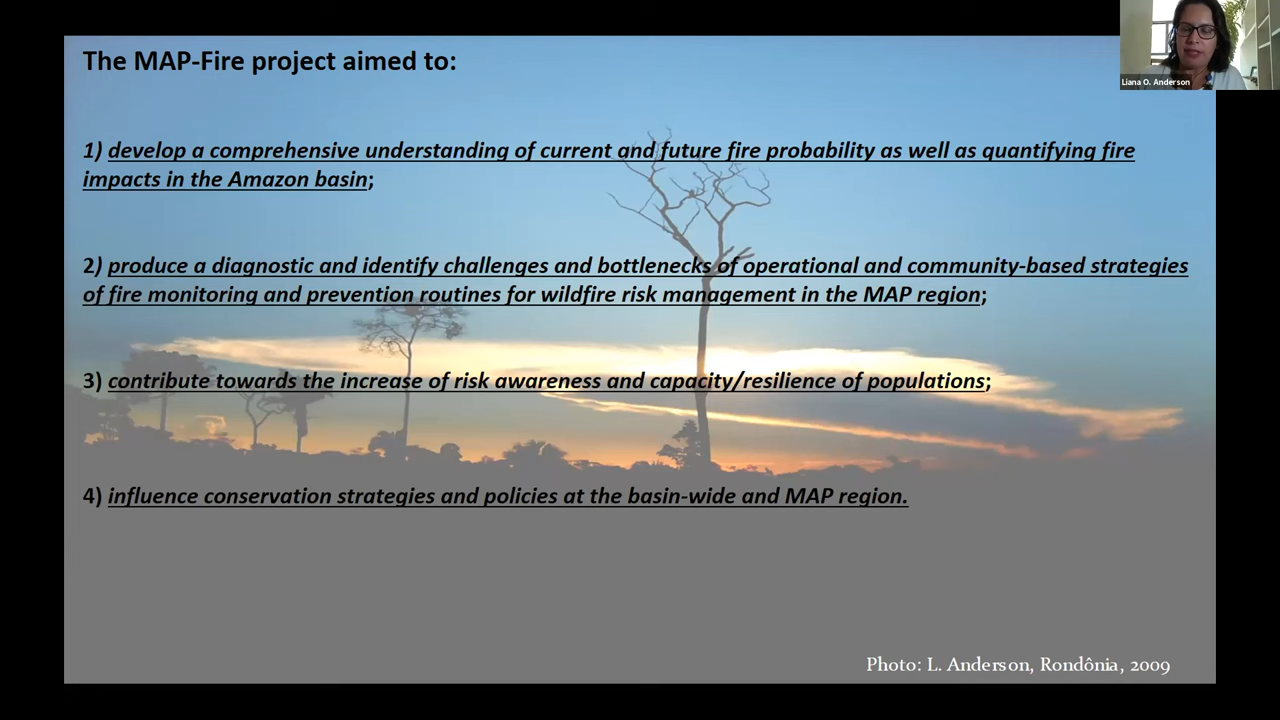 The MAP-Fire project aimed to:
Liana O. Anderson
1) develop a comprehensive understanding of current and future fire probability as well as quantifying fire
impacts in the Amazon basin;
2) produce a diagnostic and identify challenges and bottlenecks of operational and community-based strategies
of fire monitoring and prevention routines for wildfire risk management in the MAP region;
3) contribute towards the increase of risk awareness and capacity/resilience of populations;
4) influence conservation strategies and policies at the basin-wide and MAP region.
Photo: L. Anderson, Rondônia, 2009